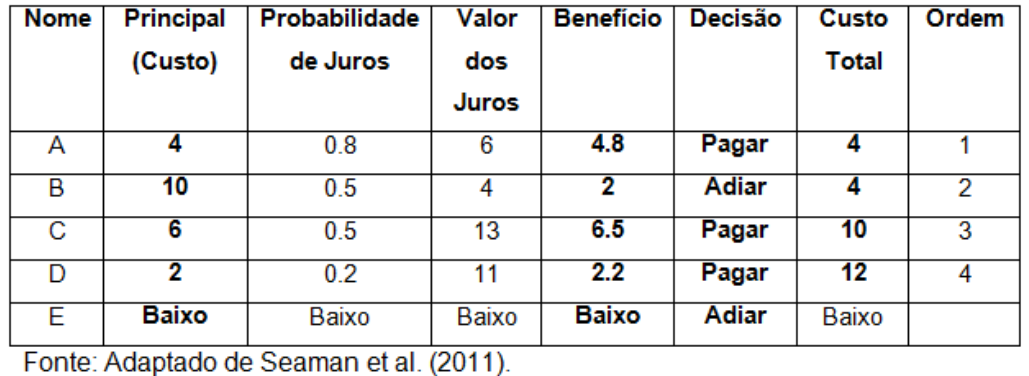 Nome Principal (Custo) Probabilidade de Juros Valor dos Juros Benefício Decisão Custo Total Ordem
A 4 0.8 6 4.8 Pagar 4 1
B 10 0.5 4 2 Adiar 4 2
C 6 0.5 13 6.5 Pagar 10 3
D 2 0.2 11 2.2 Pagar 12 4
E Baixo Baixo Baixo Baixo Adiar Baixo
Fonte: Adaptado de Seaman et al. (2011).